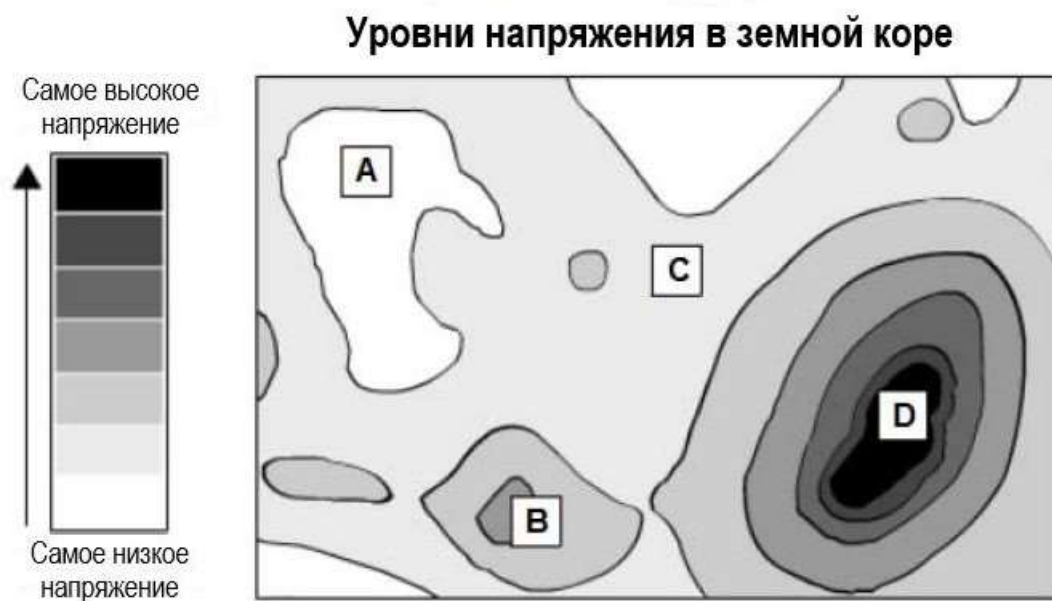 Уровни напряжения в земной коре
Самое высокое
напряжение
A
C
D
B
Самое низкое
напряжение